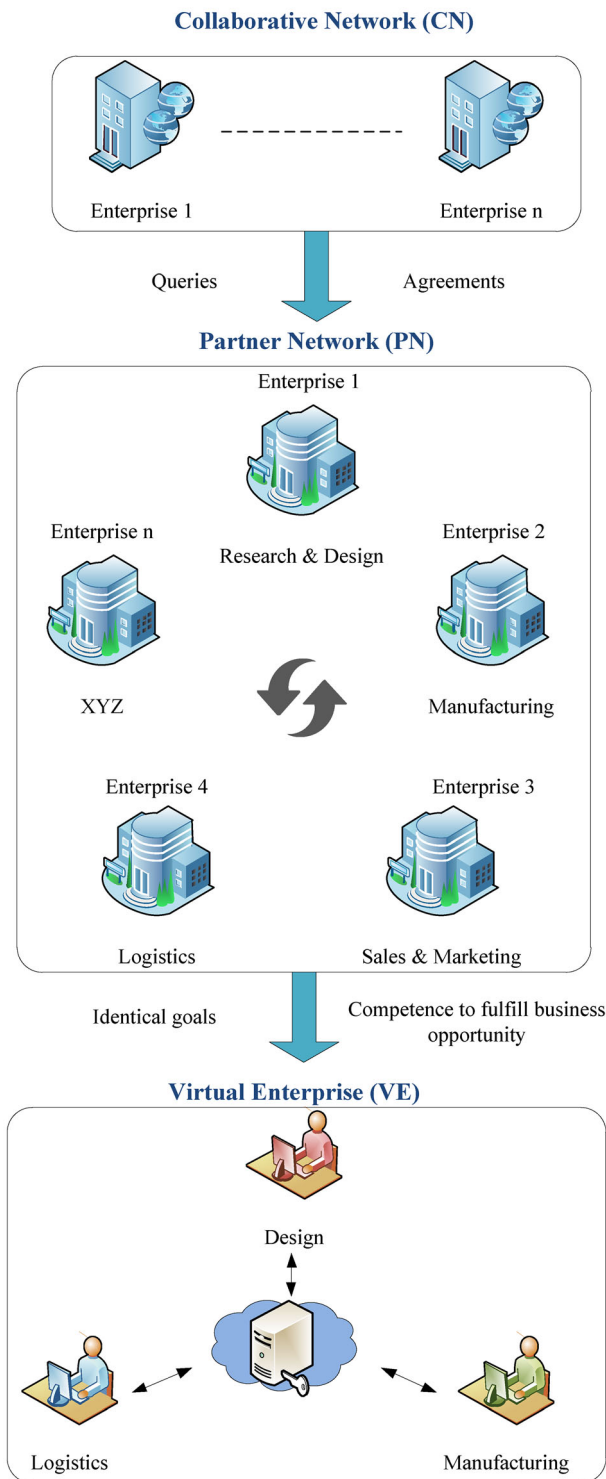 Collaborative Network (CN)
Enterprise 1
Enterprise n
Queries
Agreements
Partner Network (PN)
Enterprise 1
Research & Design
Enterprise n
Enterprise 2
XYZ
Manufacturing
Enterprise 4
Enterprise 3
Logistics
Sales & Marketing
Identical goals
Competence to fulfill business
opportunity
Virtual Enterprise (VE)
Design
Logistics
Manufacturing